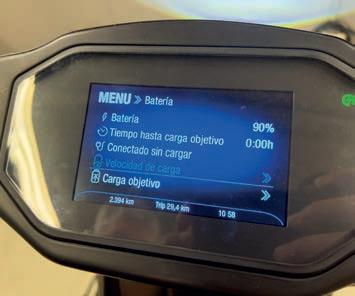 MENU » Batería
Batería 90%
Tiempo hasta carga objetivo 0:00h
Conectado sin cargar
Velocidad de carga »
Carga objetivo »
2.394 km Trip 29,4 km 10 58